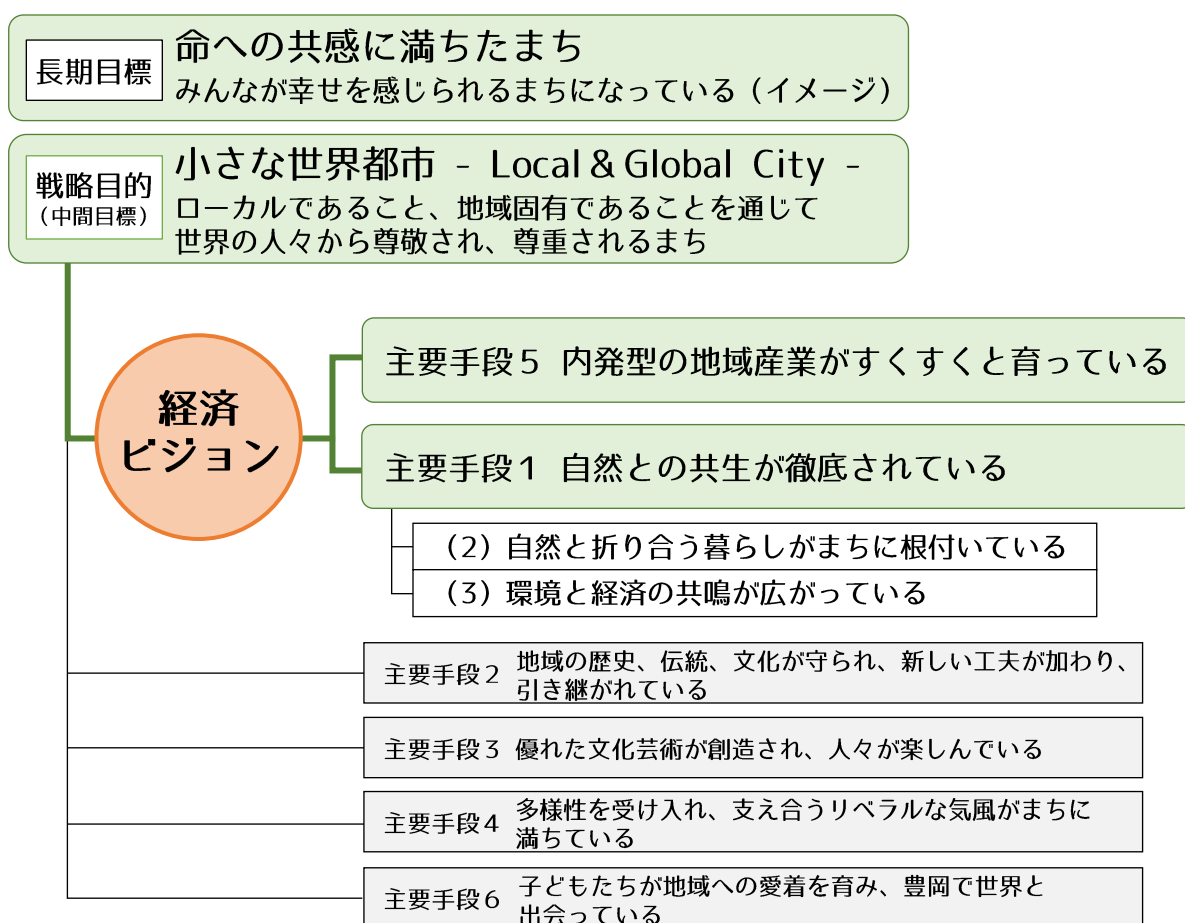 長期目標
命への共感に満ちたまち
みんなが幸せを感じられるまちになっている（イメージ）
戦略目的
（中間目標）
小さな世界都市 - Local & Global City -
ローカルであること、地域固有であることを通じて
世界の人々から尊敬され、尊重されるまち
経済
ビジョン
主要手段５ 内発型の地域産業がすくすくと育っている
主要手段１ 自然との共生が徹底されている
（2）自然と折り合う暮らしがまちに根付いている
（3）環境と経済の共鳴が広がっている
主要手段２ 地域の歴史、伝統、文化が守られ、新しい工夫が加わり、
引き継がれている
主要手段３ 優れた文化芸術が創造され、人々が楽しんでいる
主要手段４ 多様性を受け入れ、支え合うリベラルな気風がまちに
満ちている
主要手段６ 子どもたちが地域への愛着を育み、豊岡で世界と
出会っている